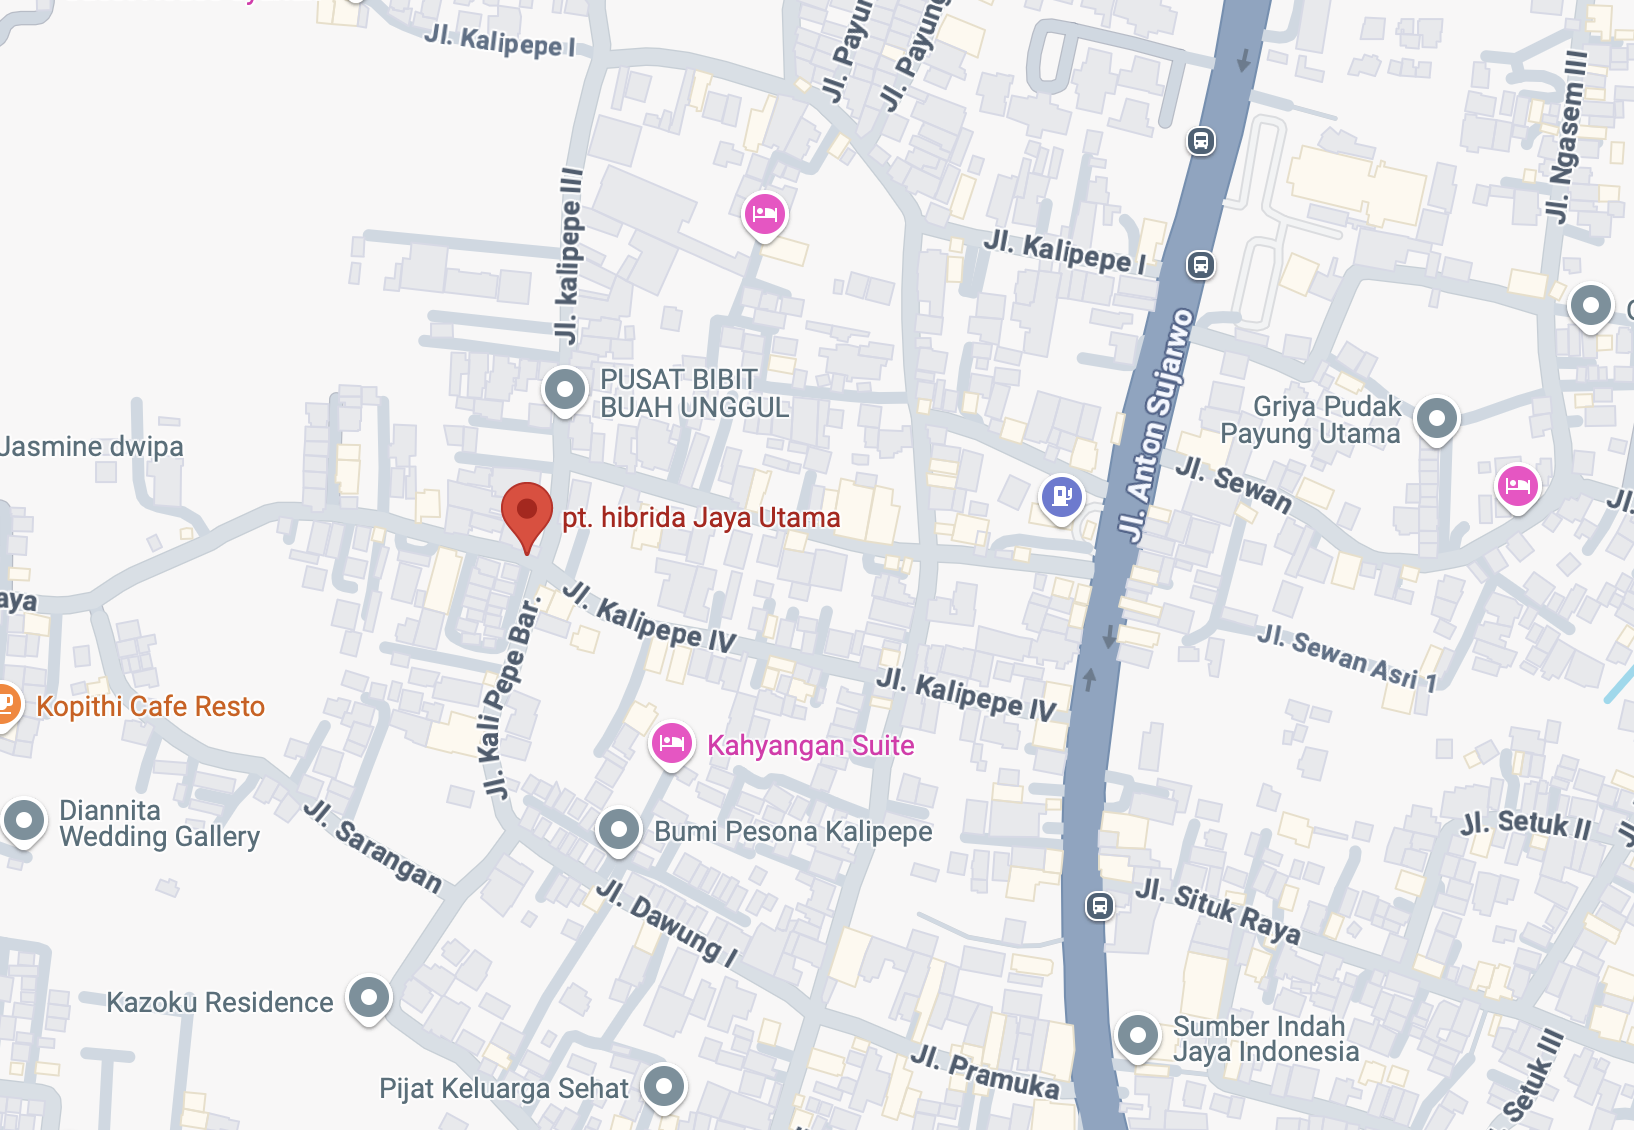 Jl. Kalipepe I
Jl. Payung
Jl. Ngasem III
Jl. kalipepe III
Jl. Kalipepe I
Jl. Anton Sujarwo
PUSAT BIBIT
BUAH UNGGUL
Griya Pudak
Payung Utama
Jasmine dwipa
Jl. Sewan
Jl.
pt. hibrida Jaya Utama
aya
Jl. Kalipepe IV
Jl. Kali Pepe Bar.
Jl. Sewan Asri 1
Jl. Kalipepe IV
Kopithi Cafe Resto
Kahyangan Suite
Diannita
Wedding Gallery
Jl. Sarangan
Bumi Pesona Kalipepe
Jl. Setuk II
Jl. Dawung I
Jl. Situk Raya
Kazoku Residence
Sumber Indah
Jaya Indonesia
Jl. Pramuka
Setuk III
Pijat Keluarga Sehat